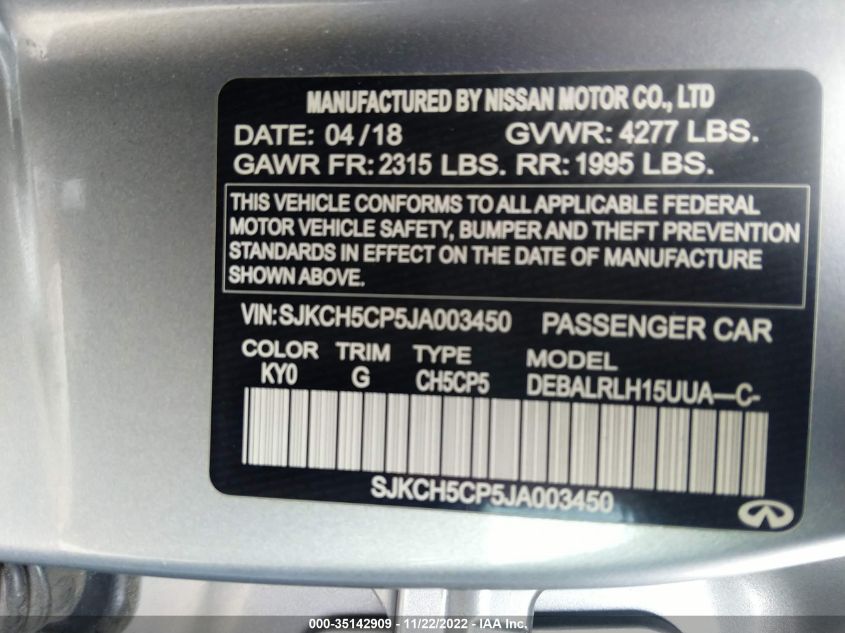 MANUFACTURED BY NISSAN MOTOR CO., LTD
DATE: 04/18 GVWR: 4277 LBS.
GAWR FR: 2315 LBS. RR: 1995 LBS.
THIS VEHICLE CONFORMS TO ALL APPLICABLE FEDERAL
MOTOR VEHICLE SAFETY, BUMPER AND THEFT PREVENTION
STANDARDS IN EFFECT ON THE DATE OF MANUFACTURE
SHOWN ABOVE.
VIN: SJKCH5CP5JA003450 PASSENGER CAR
COLOR TRIM TYPE MODEL
KY0 G CH5CP5 DEBALRLH15UUA—C-
SJKCH5CP5JA003450
000-35142909 - 11/22/2022 - IAA Inc.